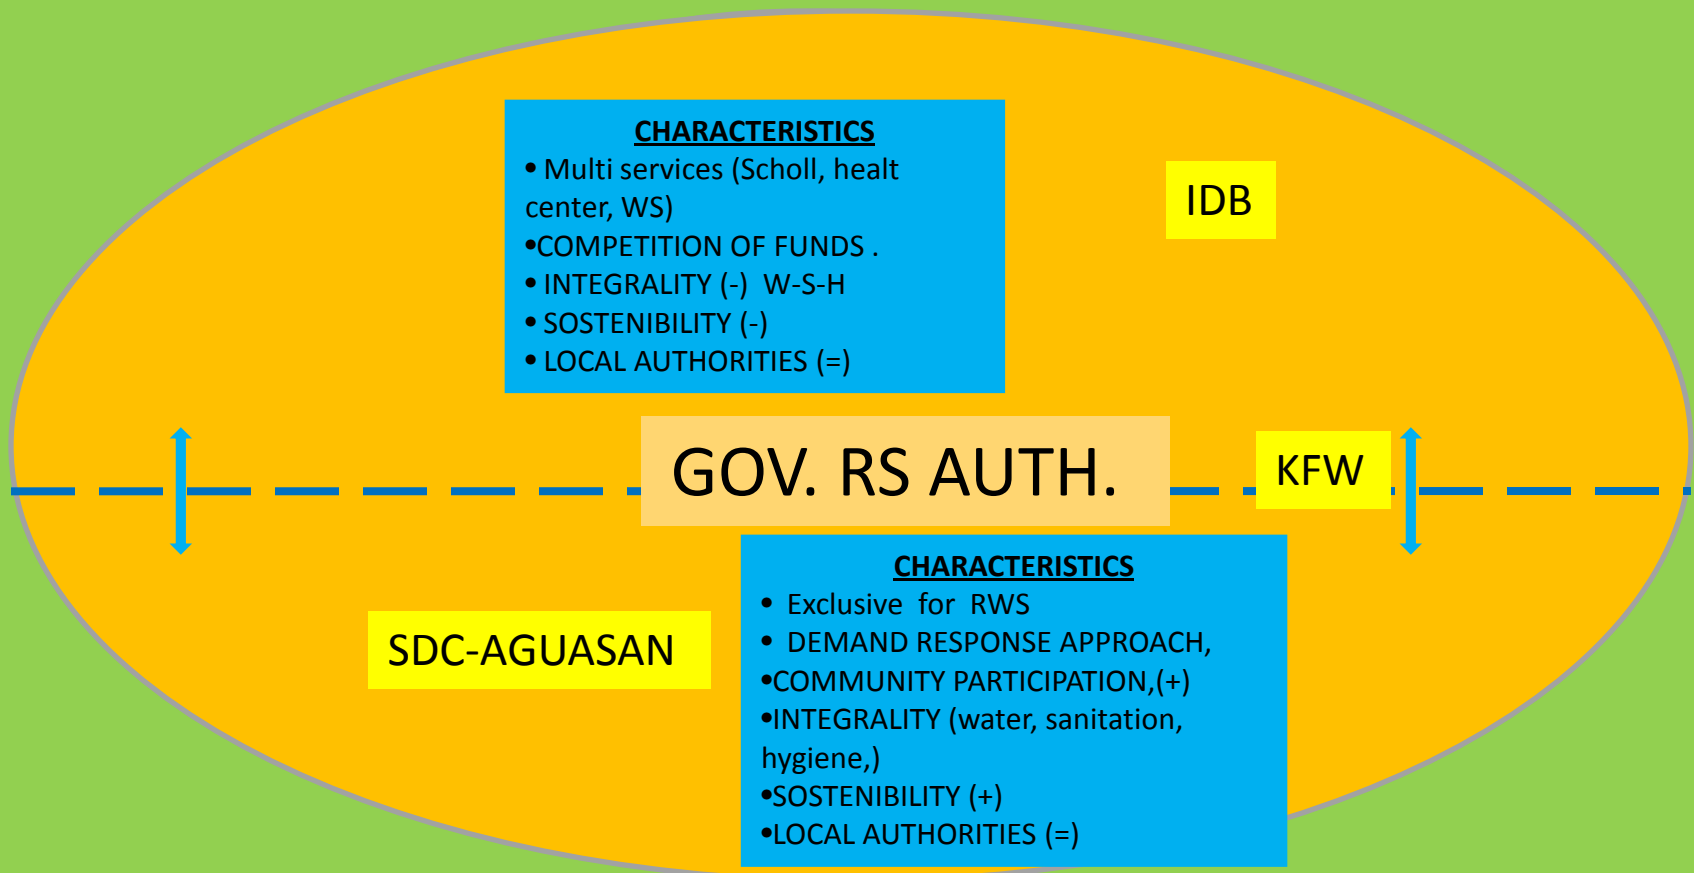 CHARACTERISTICS
• Multi services (Scholl, healt
center, WS)
•COMPETITION OF FUNDS .
• INTEGRALITY (-) W-S-H
• SOSTENIBILITY (-)
• LOCAL AUTHORITIES (=)
IDB
GOV. RS AUTH.
KFW
SDC-AGUASAN
CHARACTERISTICS
• Exclusive for RWS
• DEMAND RESPONSE APPROACH,
•COMMUNITY PARTICIPATION,(+)
•INTEGRALITY (water, sanitation,
hygiene,)
•SOSTENIBILITY (+)
•LOCAL AUTHORITIES (=)